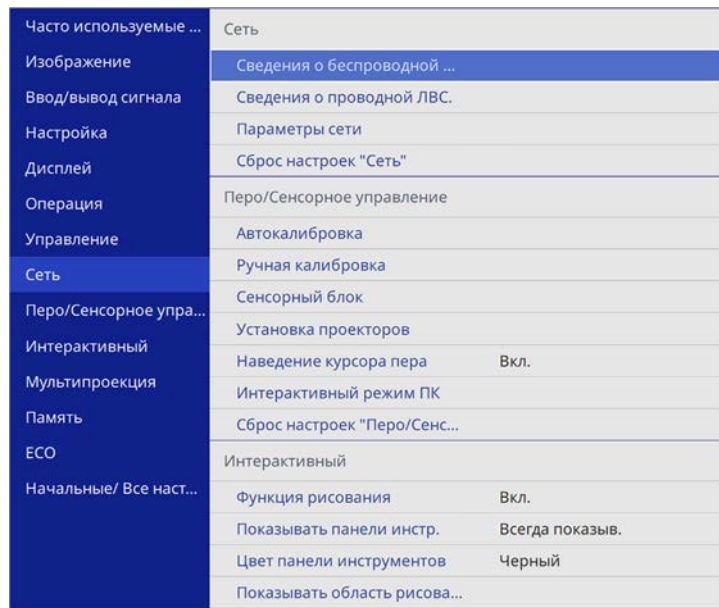 Часто используемые ...
Изображение
Ввод/вывод сигнала
Настройка
Дисплей
Операция
Управление
Сеть
Перо/Сенсорное упра...
Интерактивный
Мультипроекция
Память
ECO
Начальные/ Все наст...
Сеть
Сведения о беспроводной ...
Сведения о проводной ЛВС.
Параметры сети
Сброс настроек "Сеть"
Перо/Сенсорное управление
Автокалибровка
Ручная калибровка
Сенсорный блок
Установка проекторов
Наведение курсора пера Вкл.
Интерактивный режим ПК
Сброс настроек "Перо/Сенс...
Интерактивный
Функция рисования Вкл.
Показывать панели инстр. Всегда показыв.
Цвет панели инструментов Черный
Показывать область рисова...